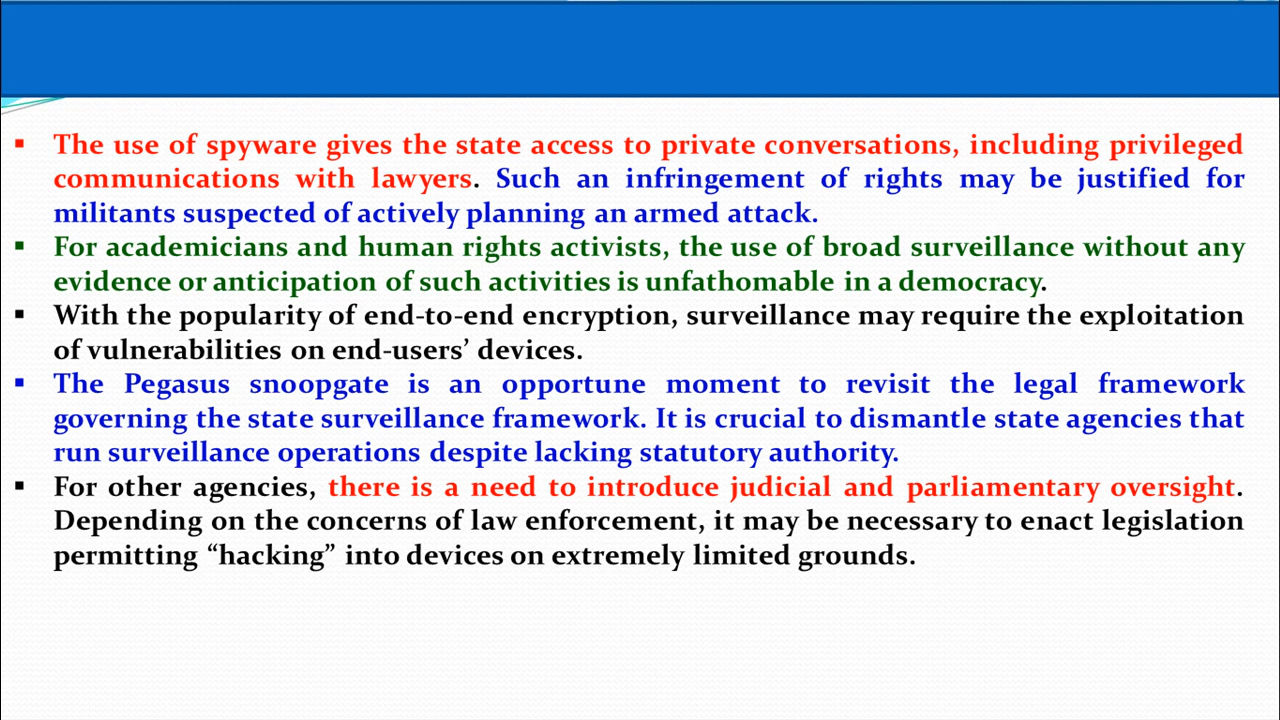 ▪ The use of spyware gives the state access to private conversations, including privileged
communications with lawyers. Such an infringement of rights may be justified for
militants suspected of actively planning an armed attack.
▪ For academicians and human rights activists, the use of broad surveillance without any
evidence or anticipation of such activities is unfathomable in a democracy.
▪ With the popularity of end-to-end encryption, surveillance may require the exploitation
of vulnerabilities on end-users’ devices.
▪ The Pegasus snoopgate is an opportune moment to revisit the legal framework
governing the state surveillance framework. It is crucial to dismantle state agencies that
run surveillance operations despite lacking statutory authority.
▪ For other agencies, there is a need to introduce judicial and parliamentary oversight.
Depending on the concerns of law enforcement, it may be necessary to enact legislation
permitting “hacking” into devices on extremely limited grounds.